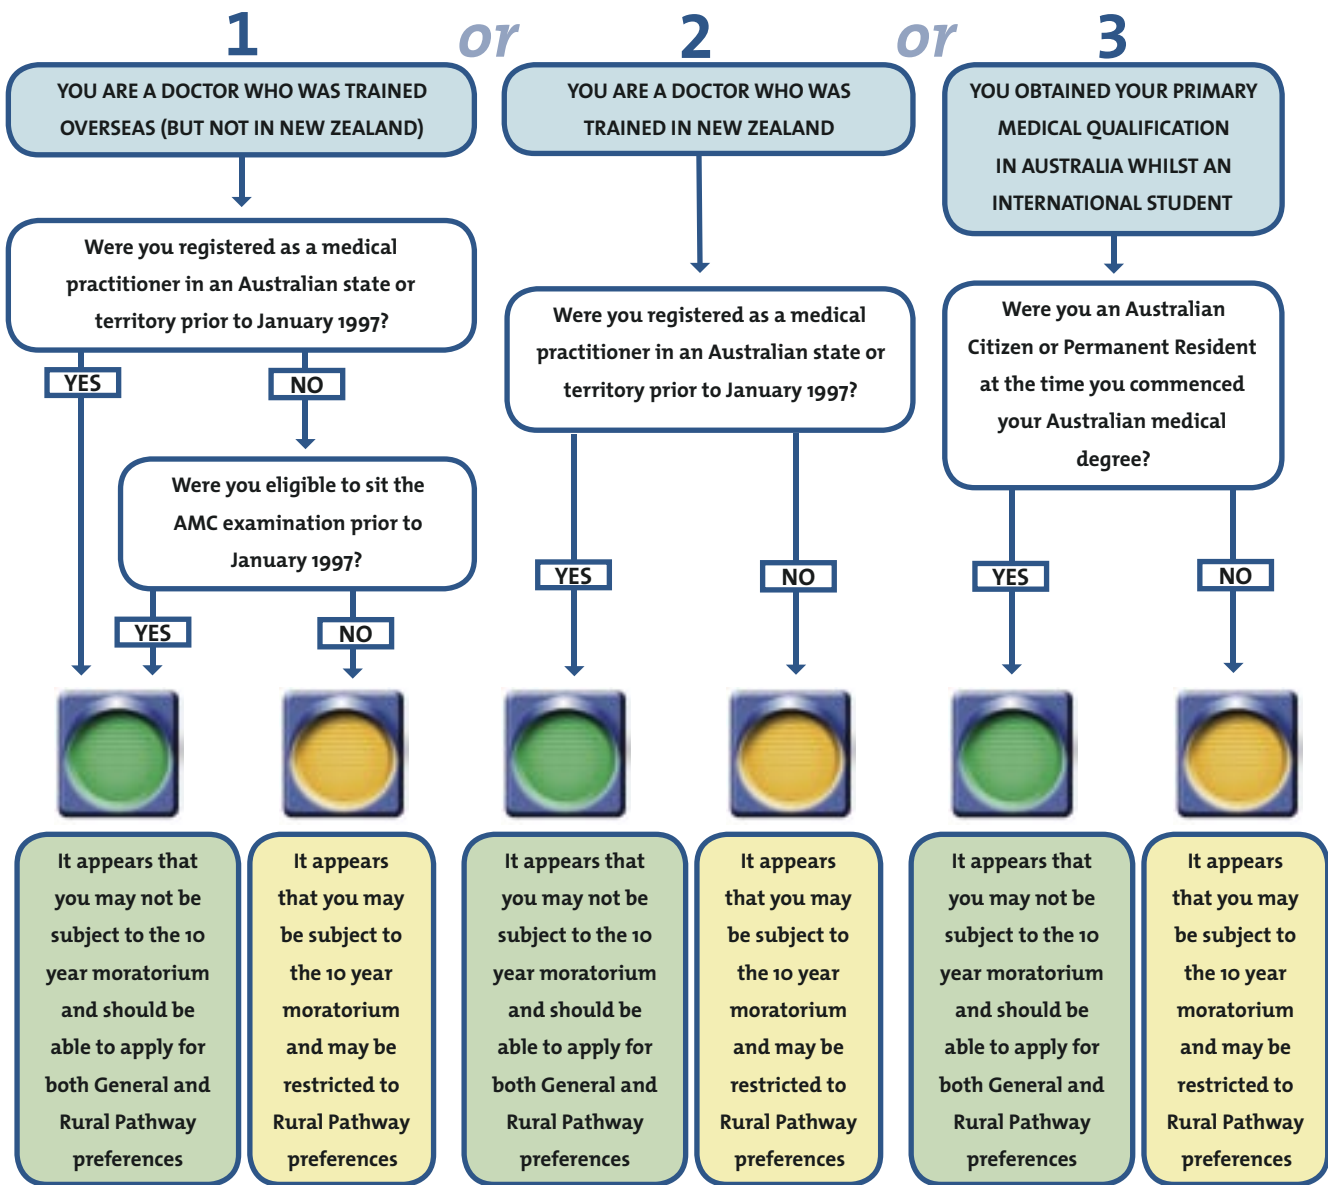 1
or
2
or
3
YOU ARE A DOCTOR WHO WAS TRAINED
OVERSEAS (BUT NOT IN NEW ZEALAND)
YOU ARE A DOCTOR WHO WAS
TRAINED IN NEW ZEALAND
YOU OBTAINED YOUR PRIMARY
MEDICAL QUALIFICATION
IN AUSTRALIA WHILST AN
INTERNATIONAL STUDENT
Were you registered as a medical
practitioner in an Australian state or
territory prior to January 1997?
YES
NO
Were you eligible to sit the
AMC examination prior to
January 1997?
YES
NO
Were you registered as a medical
practitioner in an Australian state or
territory prior to January 1997?
YES
NO
Were you an Australian
Citizen or Permanent Resident
at the time you commenced
your Australian medical
degree?
YES
NO
It appears that
you may not be
subject to the 10
year moratorium
and should be
able to apply for
both General and
Rural Pathway
preferences
It appears
that you may
be subject to
the 10 year
moratorium
and may be
restricted to
Rural Pathway
preferences
It appears that
you may not be
subject to the 10
year moratorium
and should be
able to apply for
both General and
Rural Pathway
preferences
It appears
that you may
be subject to
the 10 year
moratorium
and may be
restricted to
Rural Pathway
preferences
It appears that
you may not be
subject to the 10
year moratorium
and should be
able to apply for
both General and
Rural Pathway
preferences
It appears
that you may
be subject to
the 10 year
moratorium
and may be
restricted to
Rural Pathway
preferences